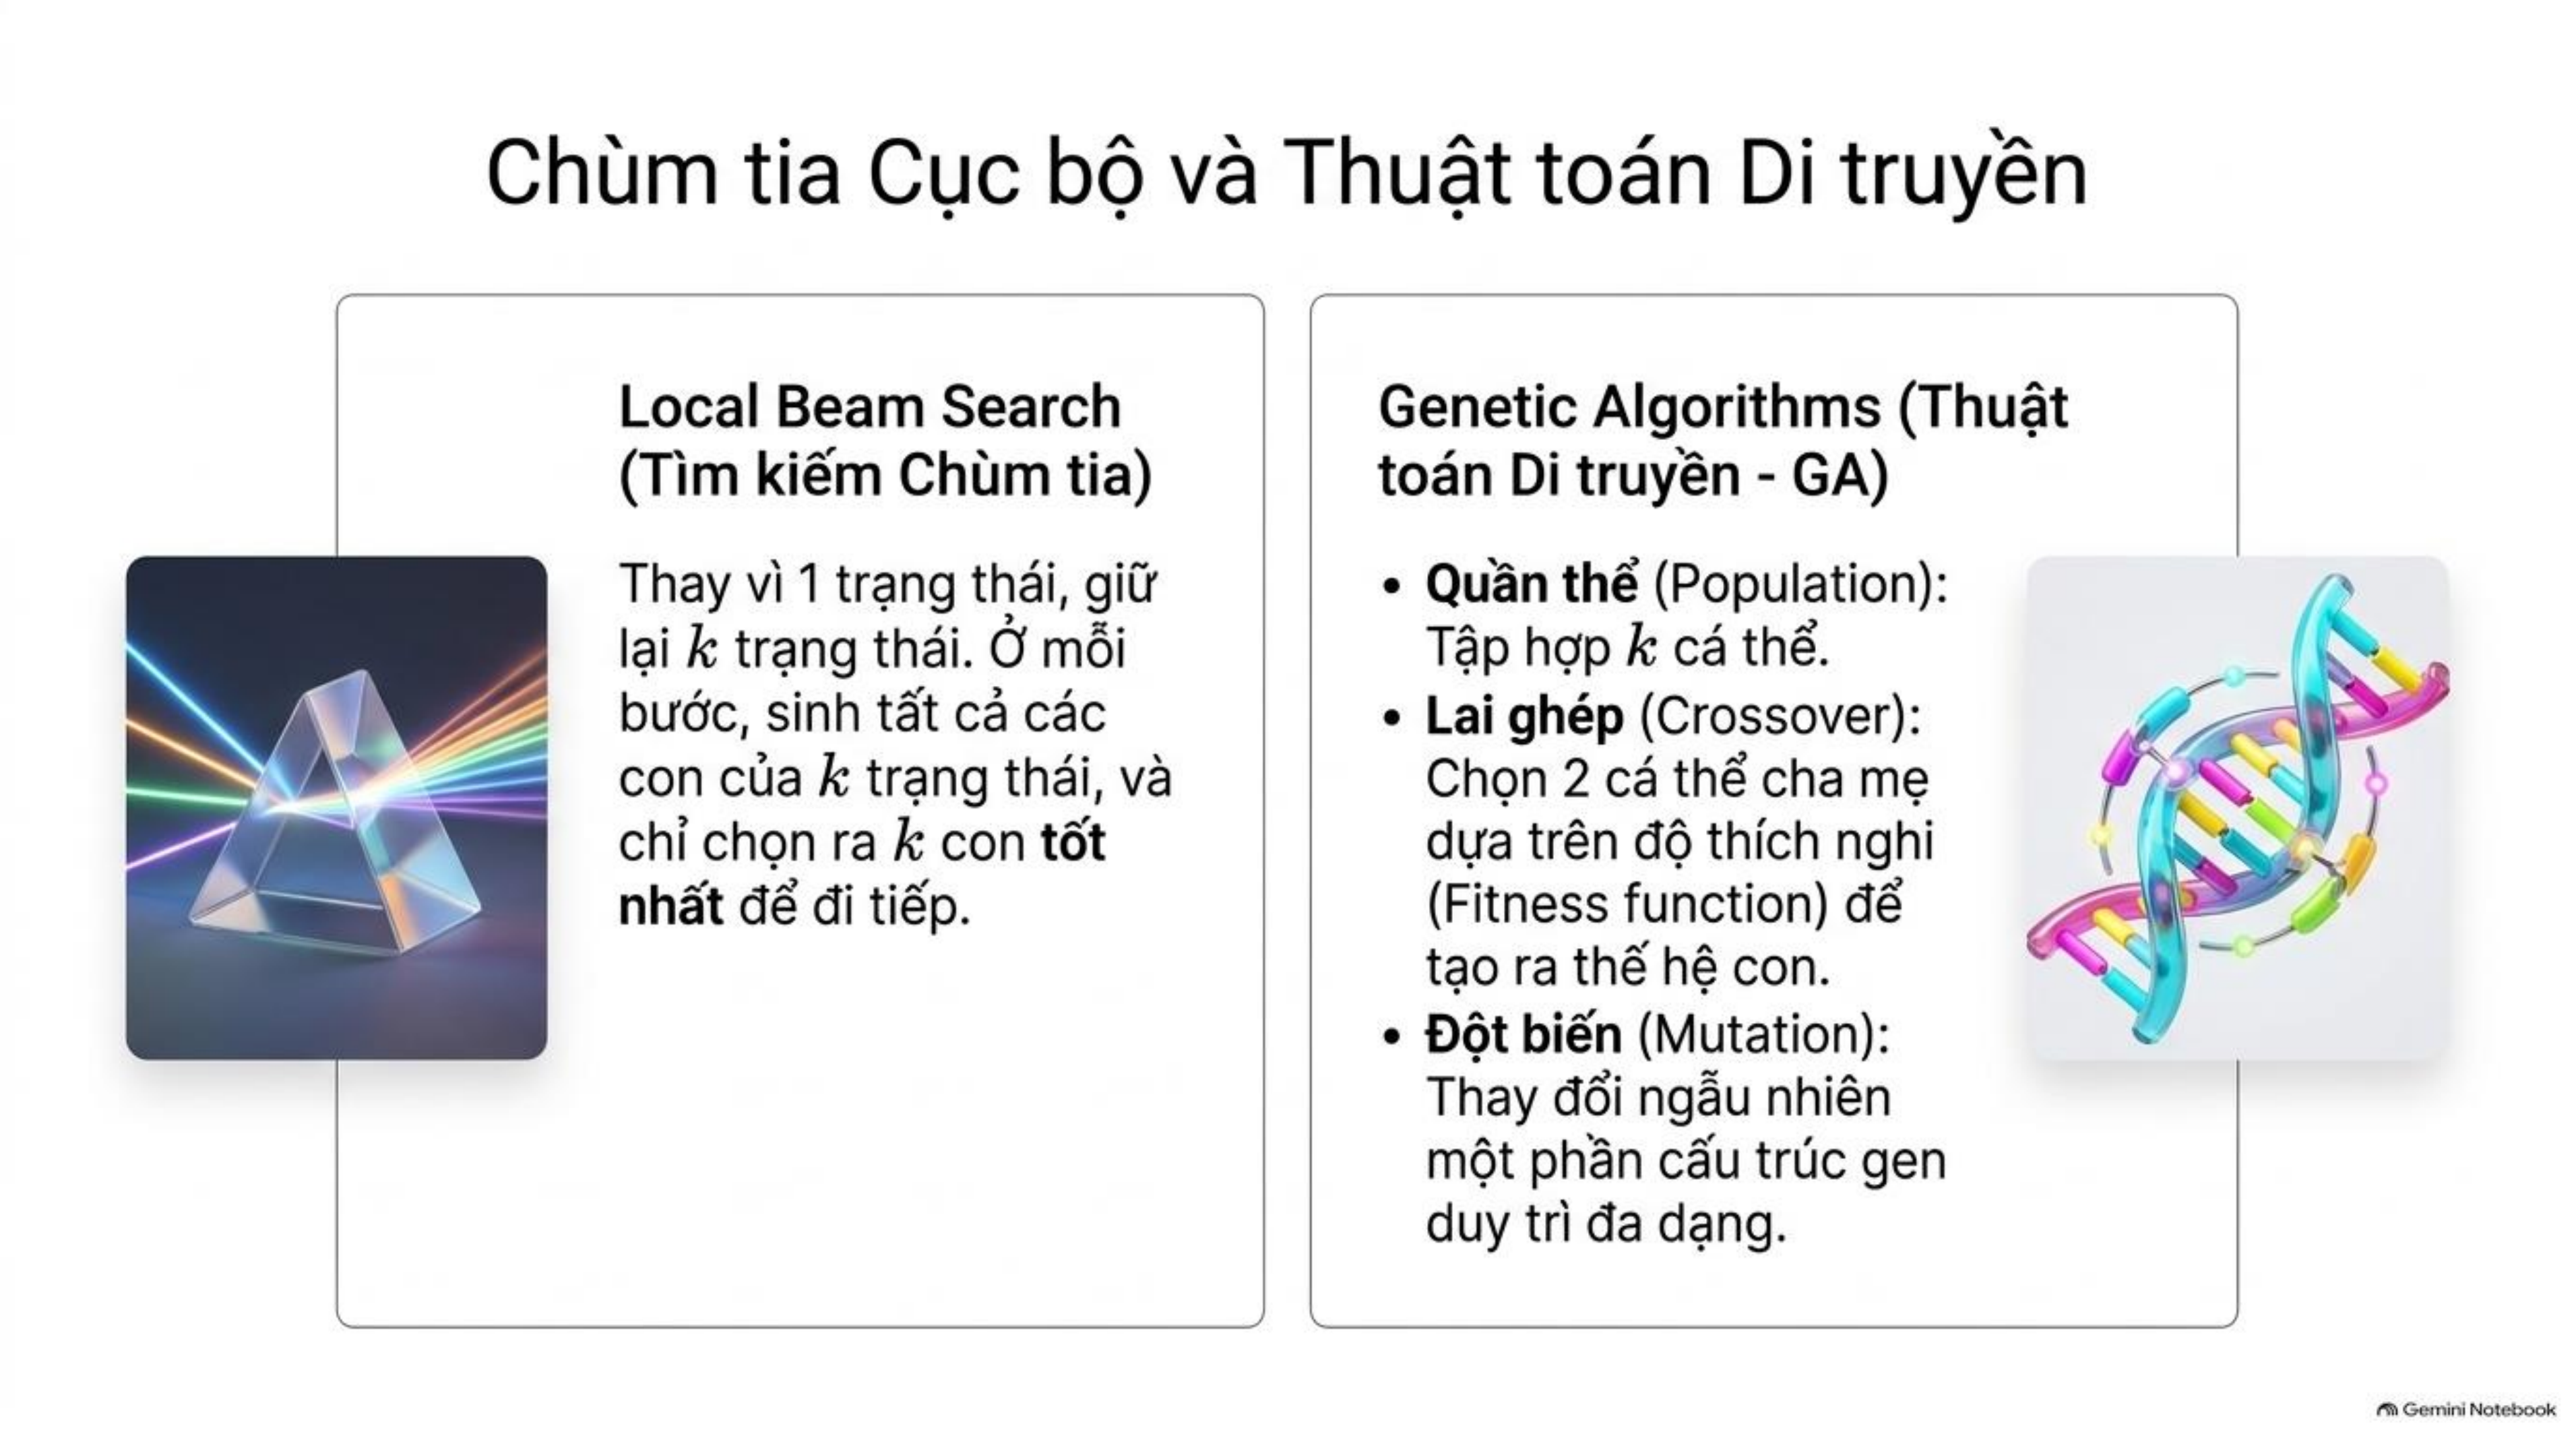 Chùm tia Cục bộ và Thuật toán Di truyền
Local Beam Search
(Tìm kiếm Chùm tia)
Thay vì 1 trạng thái, giữ
lại k trạng thái. Ở mỗi
bước, sinh tất cả các
con của k trạng thái, và
chỉ chọn ra k con tốt
nhất để đi tiếp.
Genetic Algorithms (Thuật
toán Di truyền - GA)
• Quần thể (Population):
Tập hợp k cá thể.
• Lai ghép (Crossover):
Chọn 2 cá thể cha mẹ
dựa trên độ thích nghi
(Fitness function) để
tạo ra thế hệ con.
• Đột biến (Mutation):
Thay đổi ngẫu nhiên
một phần cấu trúc gen
duy trì đa dạng.
Gemini Notebook